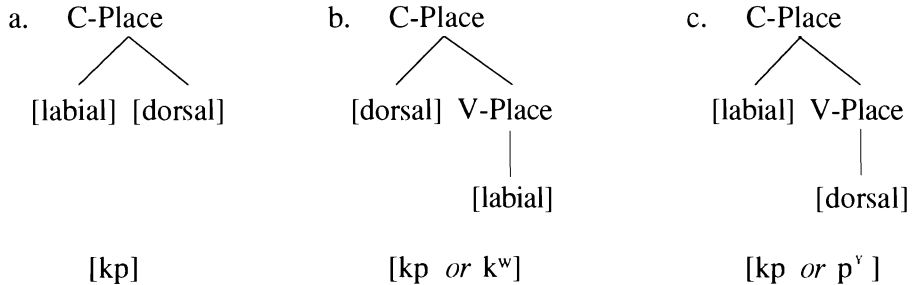 a. C-Place b. C-Place c. C-Place
[labial] [dorsal] [dorsal] V-Place [labial] V-Place
[labial] [dorsal]
[kp] [kp or kʷ] [kp or pˠ ]